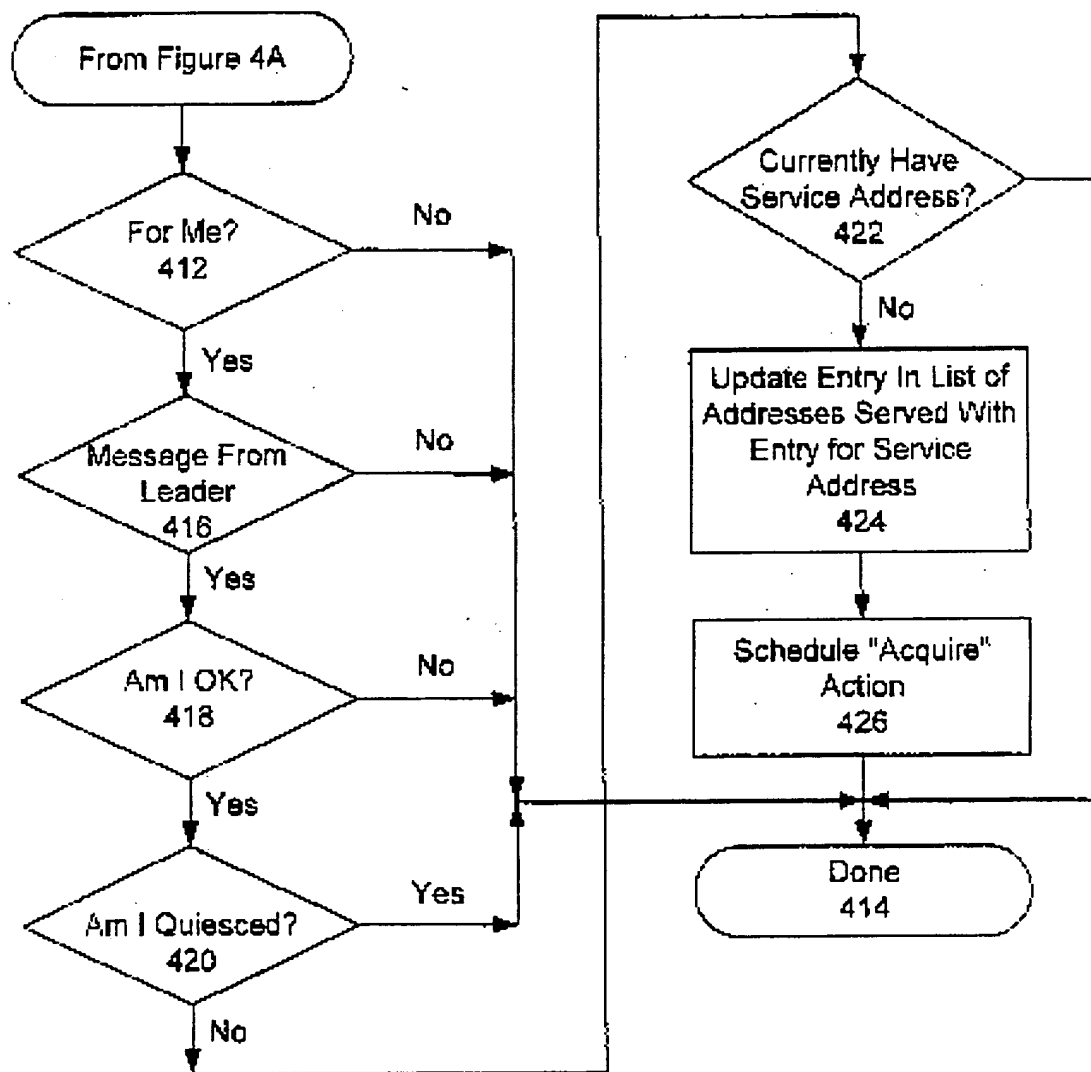 From Figure 4A
For Me?
412
No
Yes
Message From
Leader
416
No
Yes
Am I OK?
418
No
Yes
Am I Quiesced?
420
Yes
No
Currently Have
Service Address?
422
No
Update Entry In List of
Addresses Served With
Entry for Service
Address
424
Schedule "Acquire"
Action
426
Done
414